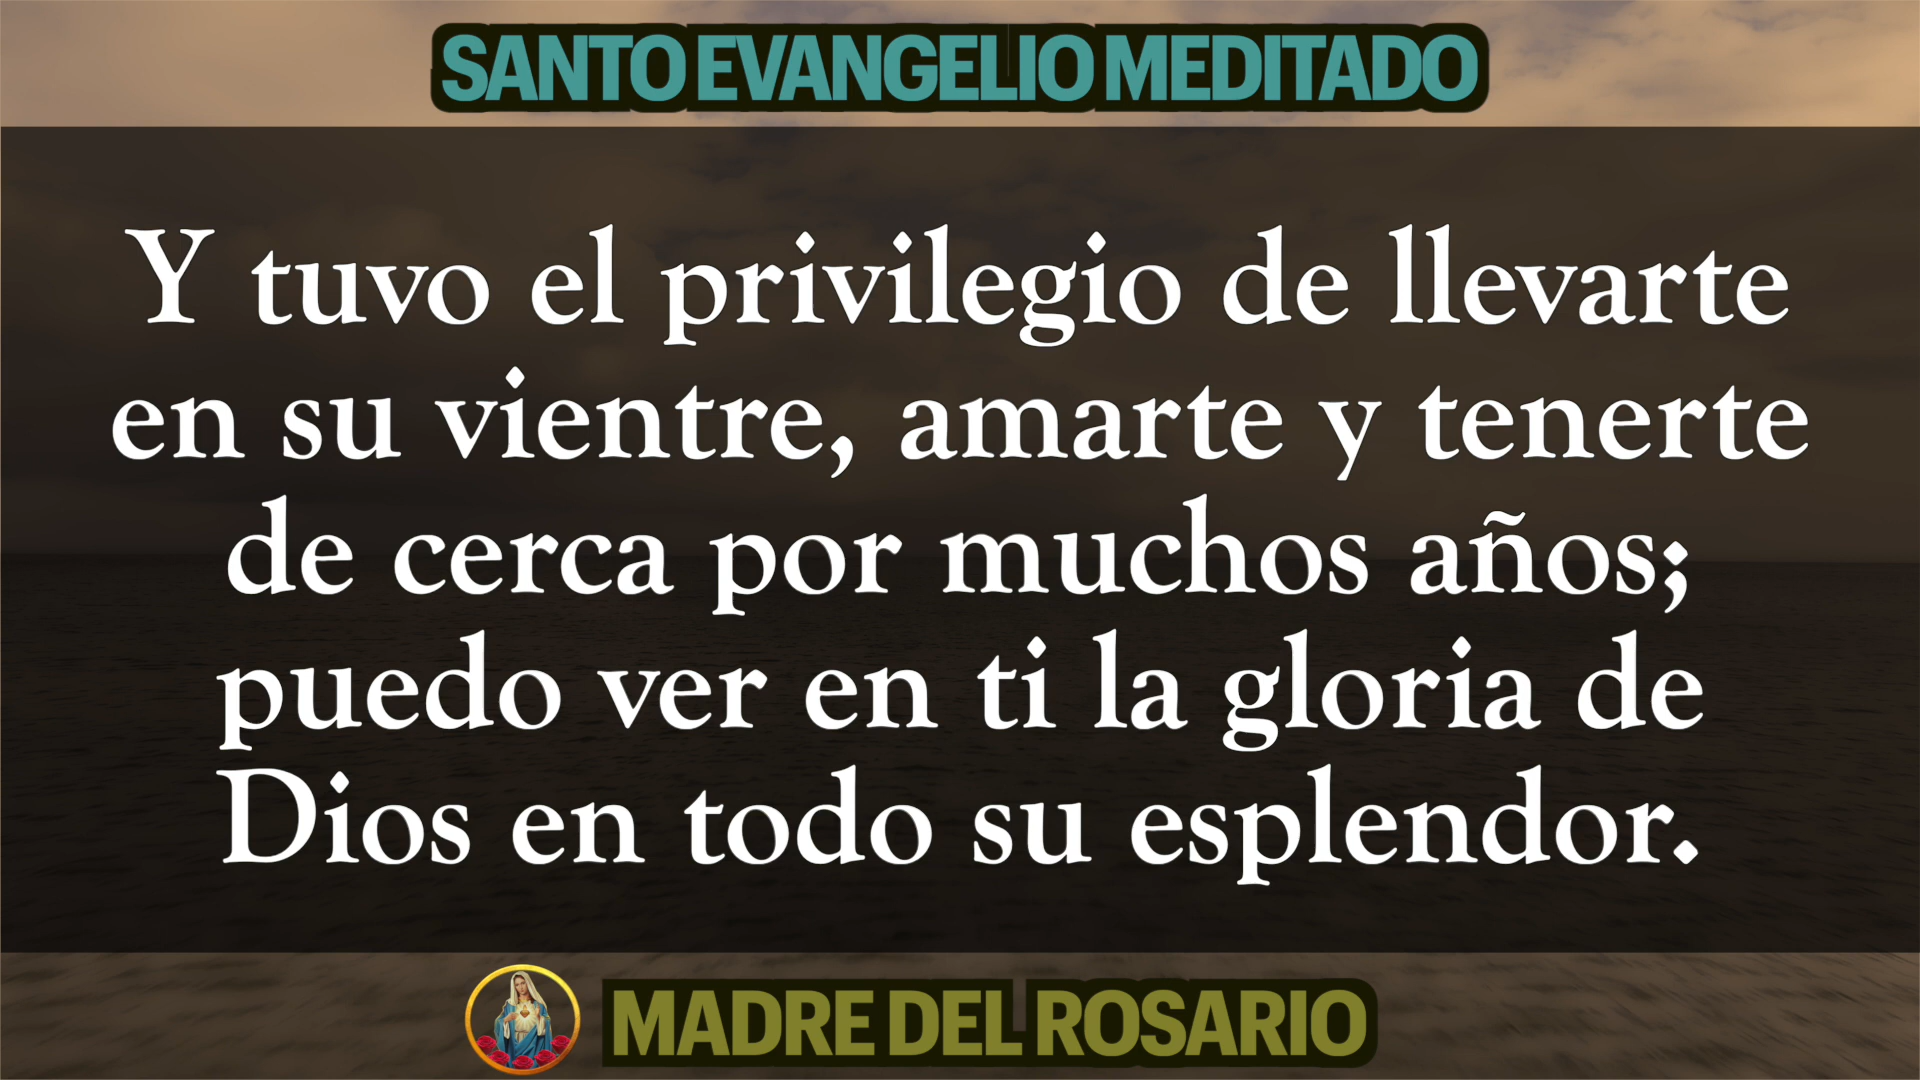 SANTO EVANGELIO MEDITADO
Y tuvo el privilegio de llevarte
en su vientre, amarte y tenerte
de cerca por muchos años;
puedo ver en ti la gloria de
Dios en todo su esplendor.
MADRE DEL ROSARIO